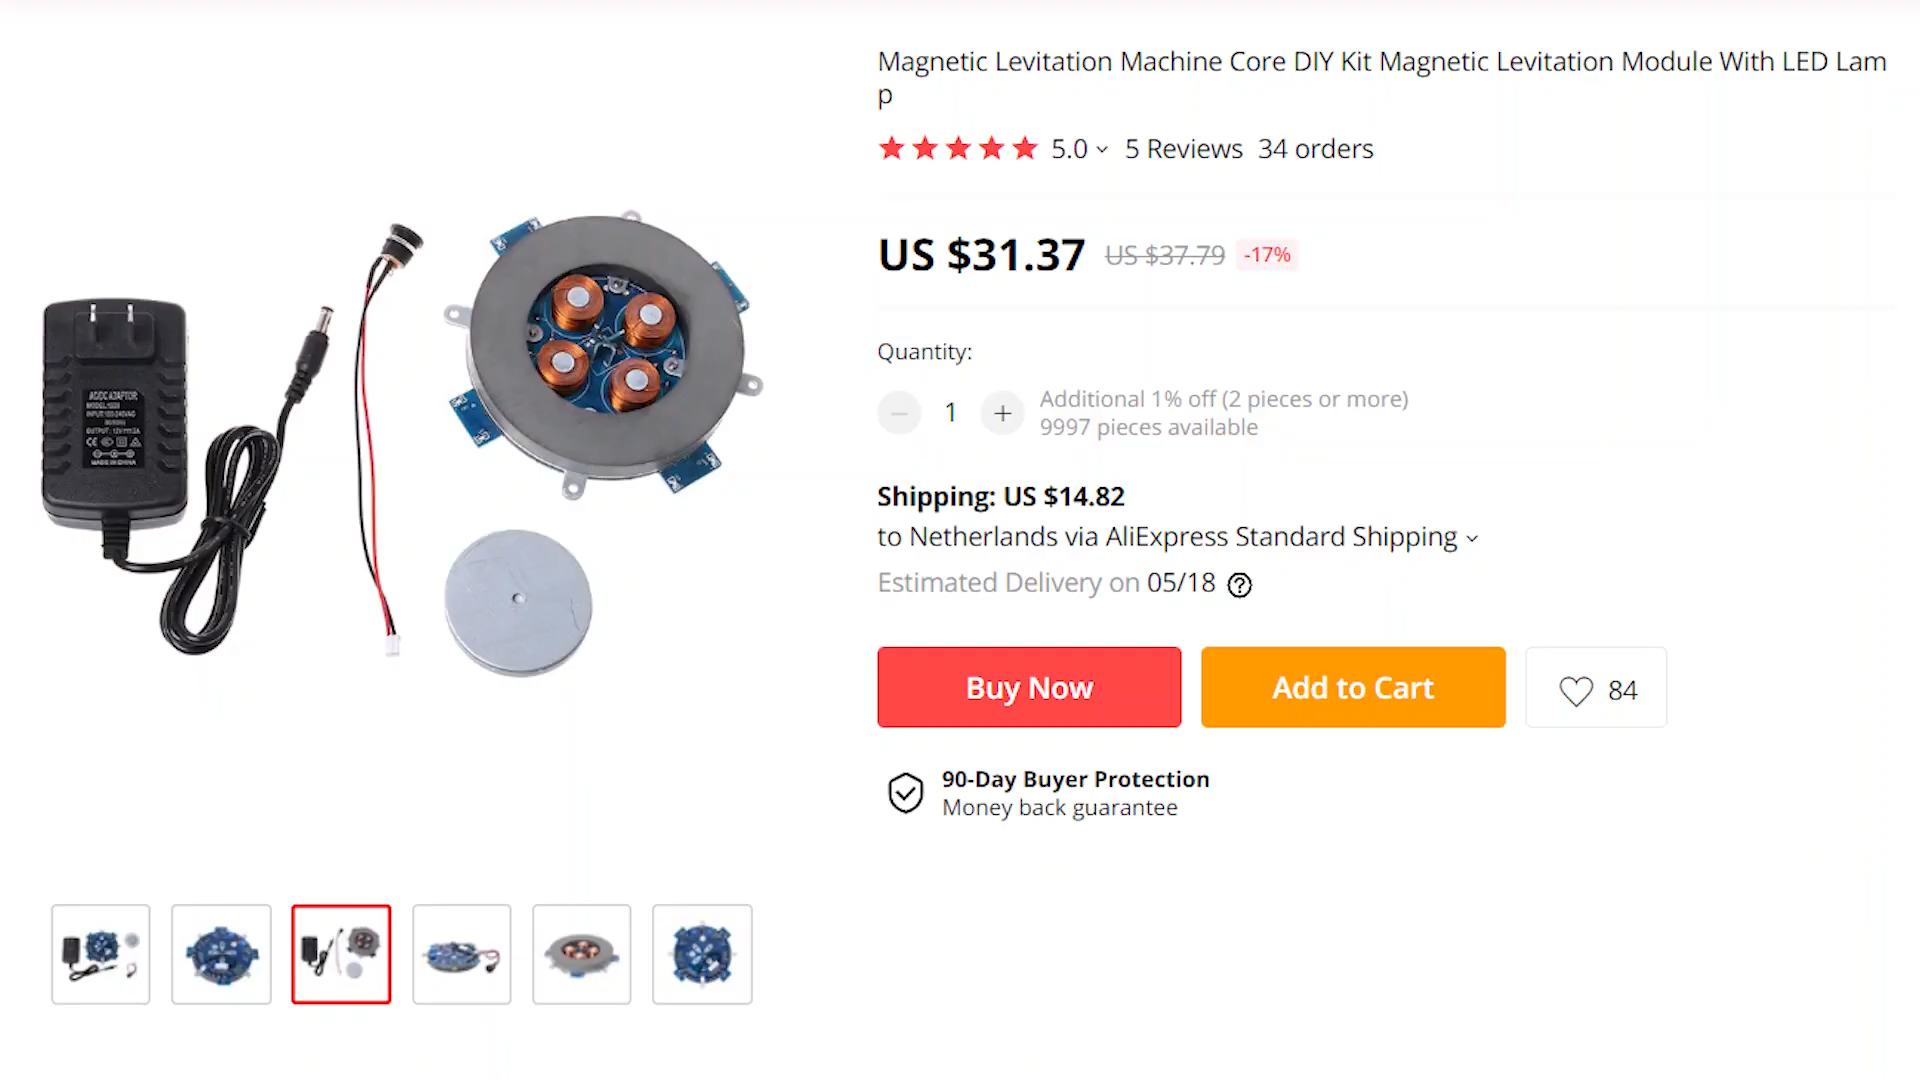 Magnetic Levitation Machine Core DIY Kit Magnetic Levitation Module With LED Lam
p
5.0 5 Reviews 34 orders
US $31.37 US $37.79 -17%
Quantity:
1
Additional 1% off (2 pieces or more)
9997 pieces available
Shipping: US $14.82
to Netherlands via AliExpress Standard Shipping
Estimated Delivery on 05/18
Buy Now
Add to Cart
84
90-Day Buyer Protection
Money back guarantee
MADE IN CHINA